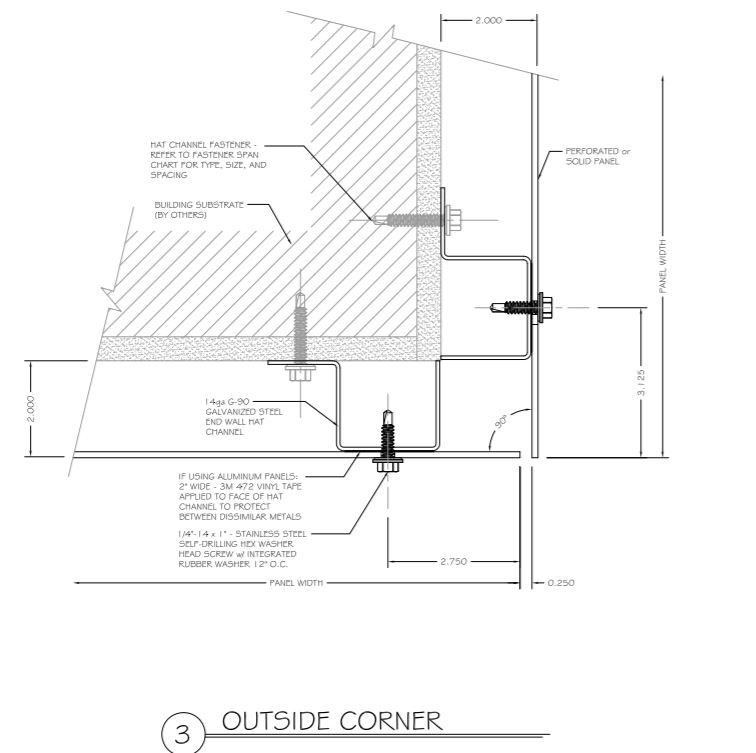 2.000
HAT CHANNEL FASTENER -
REFER TO FASTENER SPAN
CHART FOR TYPE, SIZE, AND
SPACING
PERFORATED or
SOLID PANEL
BUILDING SUBSTRATE
(BY OTHERS)
PANEL WIDTH
3.125
2.000
14ga G-90
GALVANIZED STEEL
END WALL HAT
CHANNEL
90°
IF USING ALUMINUM PANELS:
2" WIDE - 3M 472 VINYL TAPE
APPLIED TO FACE OF HAT
CHANNEL TO PROTECT
BETWEEN DISSIMILAR METALS
1/4"-14 x 1" - STAINLESS STEEL
SELF-DRILLING HEX WASHER
HEAD SCREW w/ INTEGRATED
RUBBER WASHER 12" O.C.
2.750
PANEL WIDTH
0.250
3 OUTSIDE CORNER